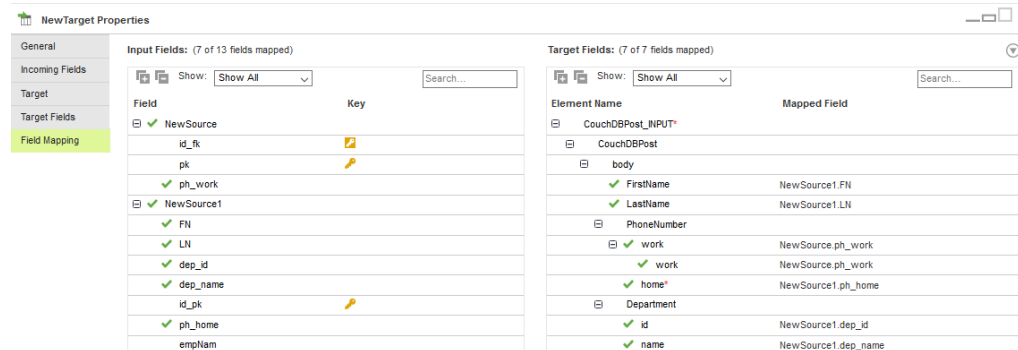 NewTarget Properties
General
Incoming Fields
Target
Target Fields
Field Mapping
Input Fields: (7 of 13 fields mapped)
Show: Show All
Search...
Field Key
NewSource
id_fk
pk
ph_work
NewSource1
FN
LN
dep_id
dep_name
id_pk
ph_home
empNam
Target Fields: (7 of 7 fields mapped)
Show: Show All
Search...
Element Name Mapped Field
CouchDBPost_INPUT*
CouchDBPost
body
FirstName NewSource1.FN
LastName NewSource1.LN
PhoneNumber
work NewSource.ph_work
work NewSource.ph_work
home* NewSource1.ph_home
Department
id NewSource1.dep_id
name NewSource1.dep_name